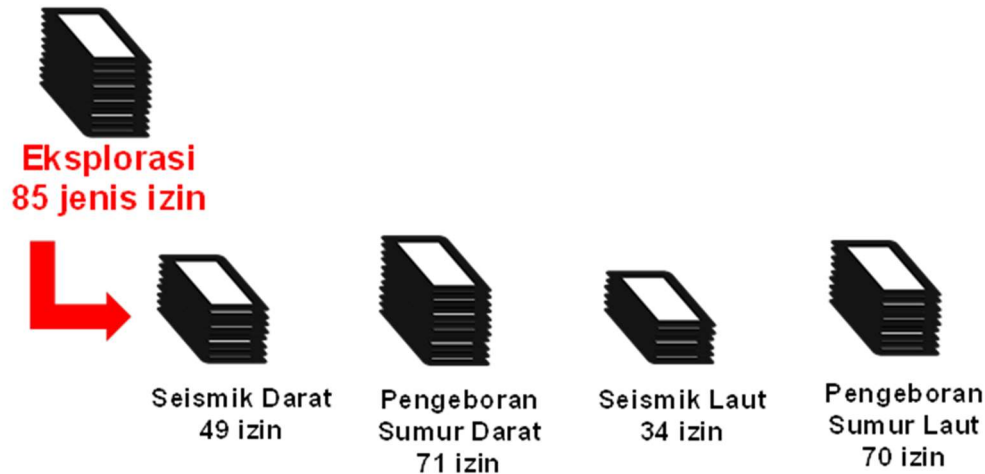 Eksplorasi
85 jenis izin
Seismik Darat
49 izin
Pengeboran
Sumur Darat
71 izin
Seismik Laut
34 izin
Pengeboran
Sumur Laut
70 izin